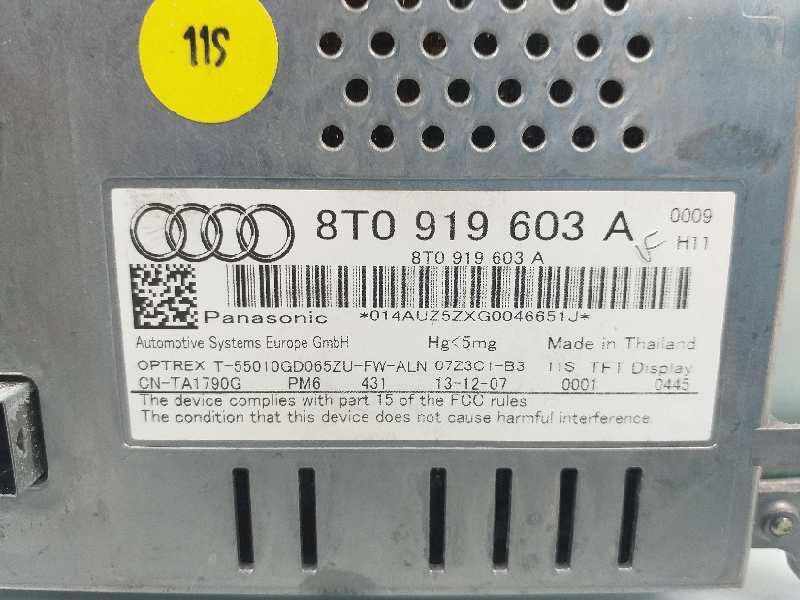 11S
8T0 919 603 A 0009
8T0 919 603 A H11
Panasonic *014AUZ5ZXG0046651J*
Automotive Systems Europe GmbH Hg<5mg Made in Thailand
OPTREX T-55010GD065ZU-FW-ALN 07Z3C1-B3 11S TFT Display
CN-TA1790G PM6 431 13-12-07 0001 0445
The device complies with part 15 of the FCC rules
The condition that this device does not cause harmful interference.